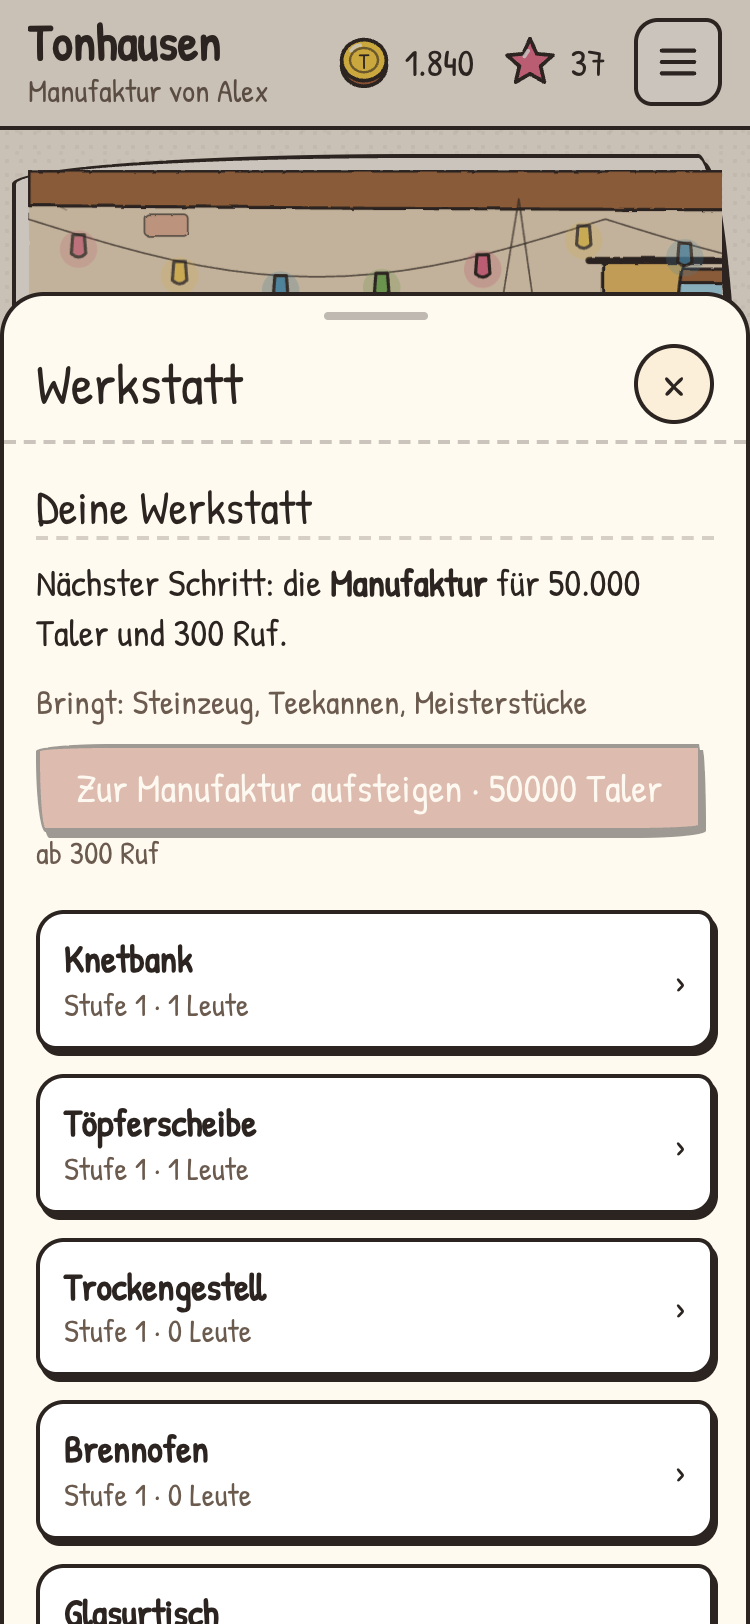 Tonhausen
Manufaktur von Alex
T
1.840
37
Werkstatt
×
Deine Werkstatt
Nächster Schritt: die Manufaktur für 50.000
Taler und 300 Ruf.
Bringt: Steinzeug, Teekannen, Meisterstücke
Zur Manufaktur aufsteigen · 50000 Taler
ab 300 Ruf
Knetbank
Stufe 1 · 1 Leute
›
Töpferscheibe
Stufe 1 · 1 Leute
›
Trockengestell
Stufe 1 · 0 Leute
›
Brennofen
Stufe 1 · 0 Leute
›
Glasurtisch